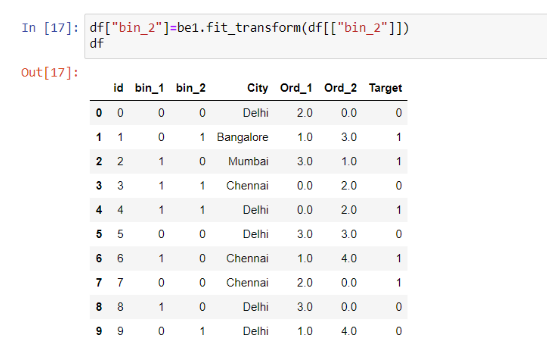 In [17]: df["bin_2"]=be1.fit_transform(df[["bin_2"]])
df
Out[17]:
id bin_1 bin_2 City Ord_1 Ord_2 Target
0 0 0 0 Delhi 2.0 0.0 0
1 1 0 1 Bangalore 1.0 3.0 1
2 2 1 0 Mumbai 3.0 1.0 1
3 3 1 1 Chennai 0.0 2.0 0
4 4 1 1 Delhi 0.0 2.0 1
5 5 0 0 Delhi 3.0 3.0 0
6 6 1 0 Chennai 1.0 4.0 1
7 7 0 0 Chennai 2.0 0.0 1
8 8 1 0 Delhi 3.0 0.0 0
9 9 0 1 Delhi 1.0 4.0 0